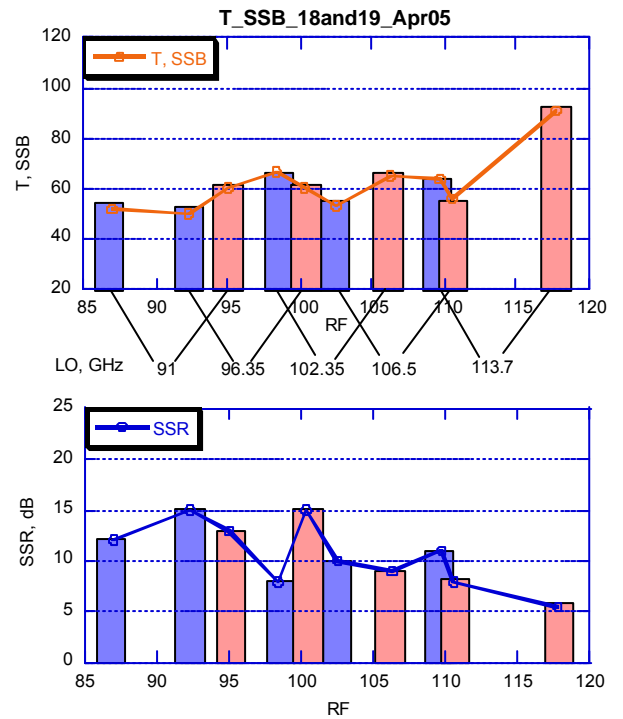 T_SSB_18and19_Apr05
120
100
80
60
40
20
T, SSB
T, SSB
85 90 95 100 105 110 115 120
RF
LO, GHz 91 96.35 102.35 106.5 113.7
25
20
15
10
5
0
SSR, dB
SSR
85 90 95 100 105 110 115 120
RF